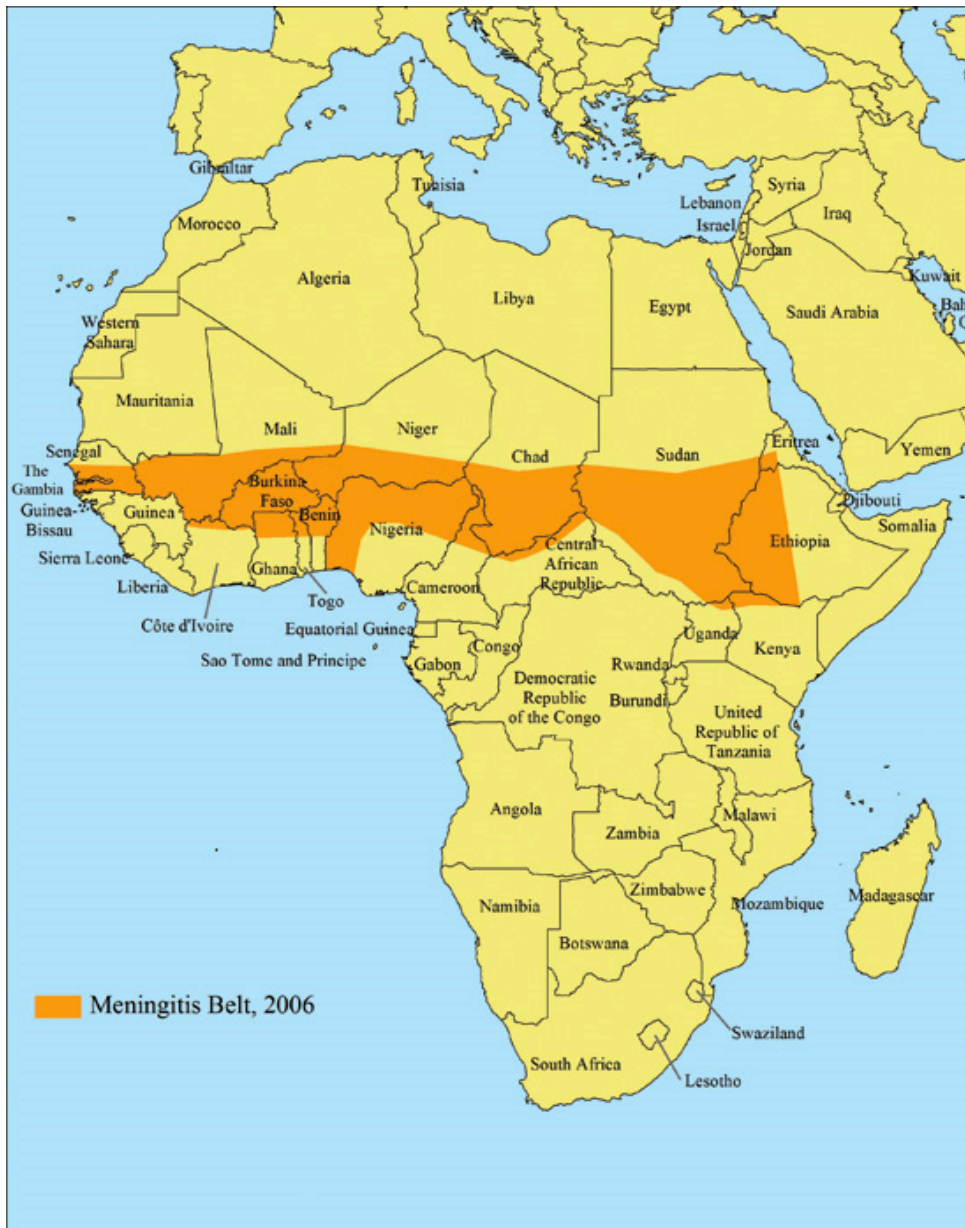 Gibraltar
Tunisia
Syria
Lebanon
Israel
Iraq
Jordan
Morocco
Kuwait
Algeria
Libya
Egypt
Saudi Arabia
Bah
Western
Sahara
Mauritania
Mali
Niger
Chad
Sudan
Eritrea
Yemen
Senegal
The
Gambia
Burkina
Faso
Benin
Djibouti
Guinea-
Bissau
Guinea
Nigeria
Somalia
Ethiopia
Sierra Leone
Ghana
Central
African
Republic
Liberia
Togo
Cameroon
Côte d'Ivoire
Equatorial Guinea
Uganda
Kenya
Sao Tome and Principe
Gabon
Congo
Rwanda
Democratic
Republic
of the Congo
Burundi
United
Republic of
Tanzania
Angola
Malawi
Zambia
Zimbabwe
Madagascar
Namibia
Mozambique
Botswana
Meningitis Belt, 2006
Swaziland
South Africa
Lesotho